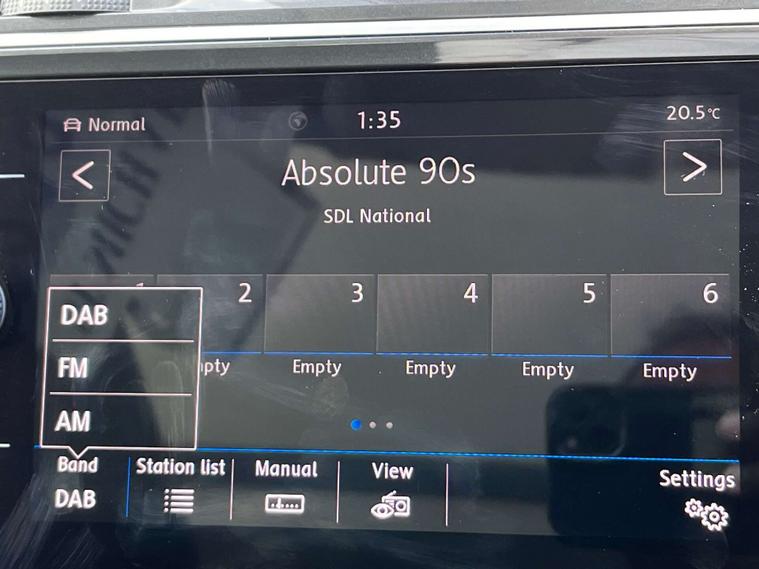 Normal 1:35 20.5°C
< Absolute 90s >
SDL National
2 3 4 5 6
DAB
FM
AM
Empty Empty Empty Empty
Band Station list Manual View Settings
DAB